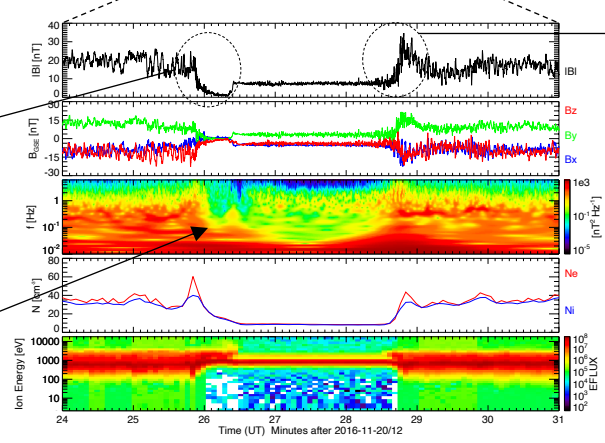 40
30
20
10
0
|B| [nT]
|B|
30
15
0
-15
-30
B_GSE [nT]
Bz
By
Bx
1
10^-1
10^-2
f [Hz]
1e3
10^-1
10^-5
[nT² Hz^-1]
80
60
40
20
0
N [cm^-3]
Ne
Ni
1000
100
10
Ion Energy [eV]
10^8
10^7
10^6
10^5
10^4
10^3
10^2
EFLUX
24 25 26 27 28 29 30 31
Time (UT) Minutes after 2016-11-20/12